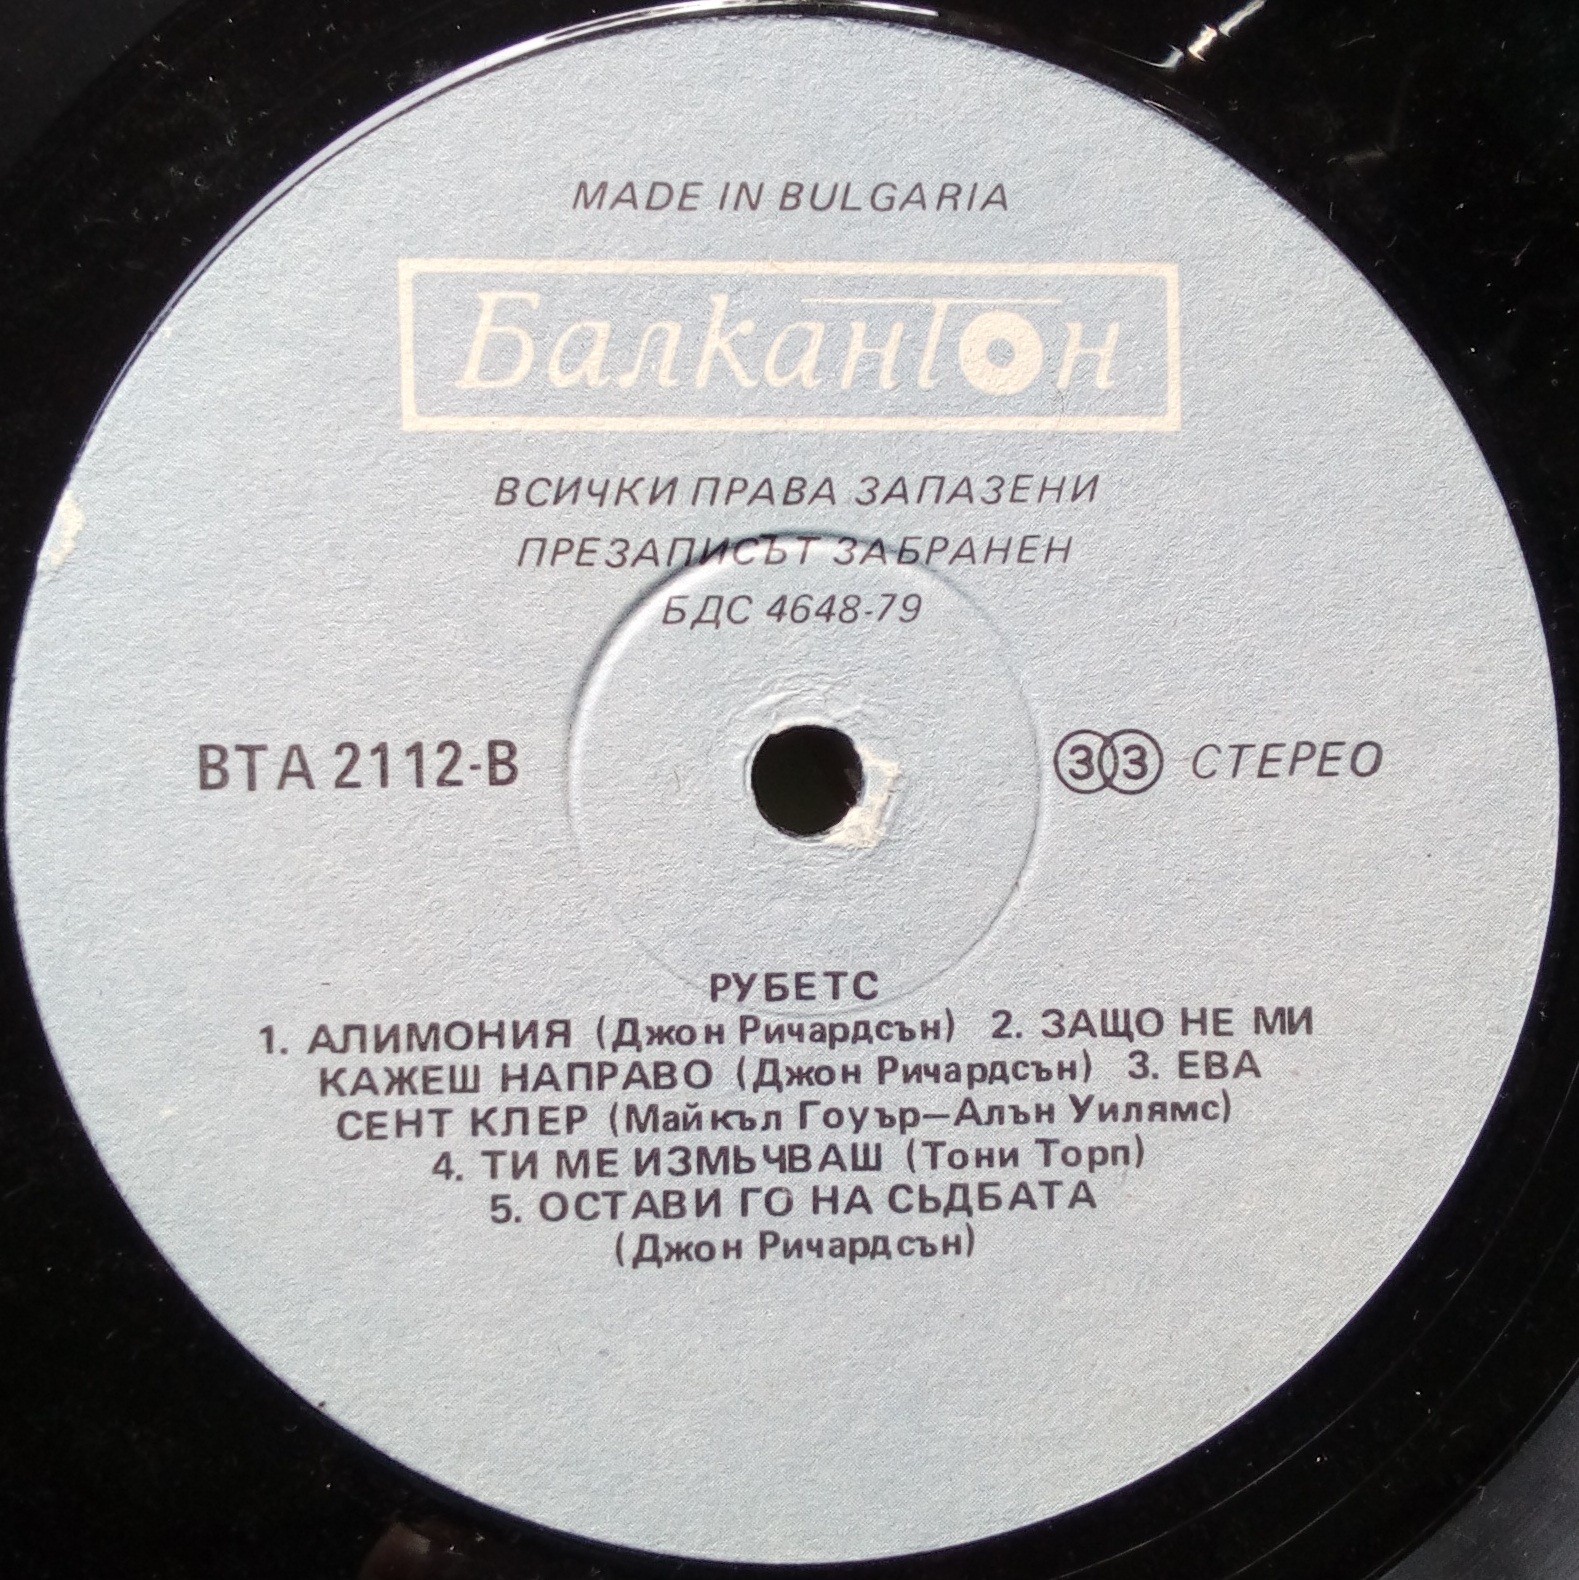 MADE IN BULGARIA
Балкантон
ВСИЧКИ ПРАВА ЗАПАЗЕНИ
ПРЕЗАПИСЪТ ЗАБРАНЕН
БДС 4648-79
ВТА 2112-В
33 СТЕРЕО
РУБЕТС
1. АЛИМОНИЯ (Джон Ричардсън) 2. ЗАЩО НЕ МИ
КАЖЕШ НАПРАВО (Джон Ричардсън) 3. ЕВА
СЕНТ КЛЕР (Майкъл Гоуър—Алън Уилямс)
4. ТИ МЕ ИЗМЬЧВАШ (Тони Торп)
5. ОСТАВИ ГО НА СЬДБАТА
(Джон Ричардсън)